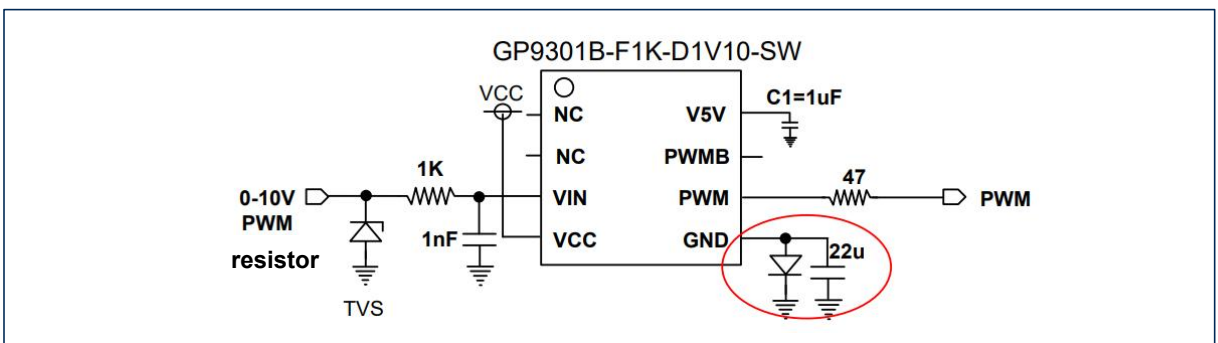 GP9301B-F1K-D1V10-SW
VCC
NC
V5V
C1=1uF
NC
PWMB
1K
47
0-10V
VIN
PWM
PWM
PWM
1nF
VCC
GND
22u
resistor
TVS